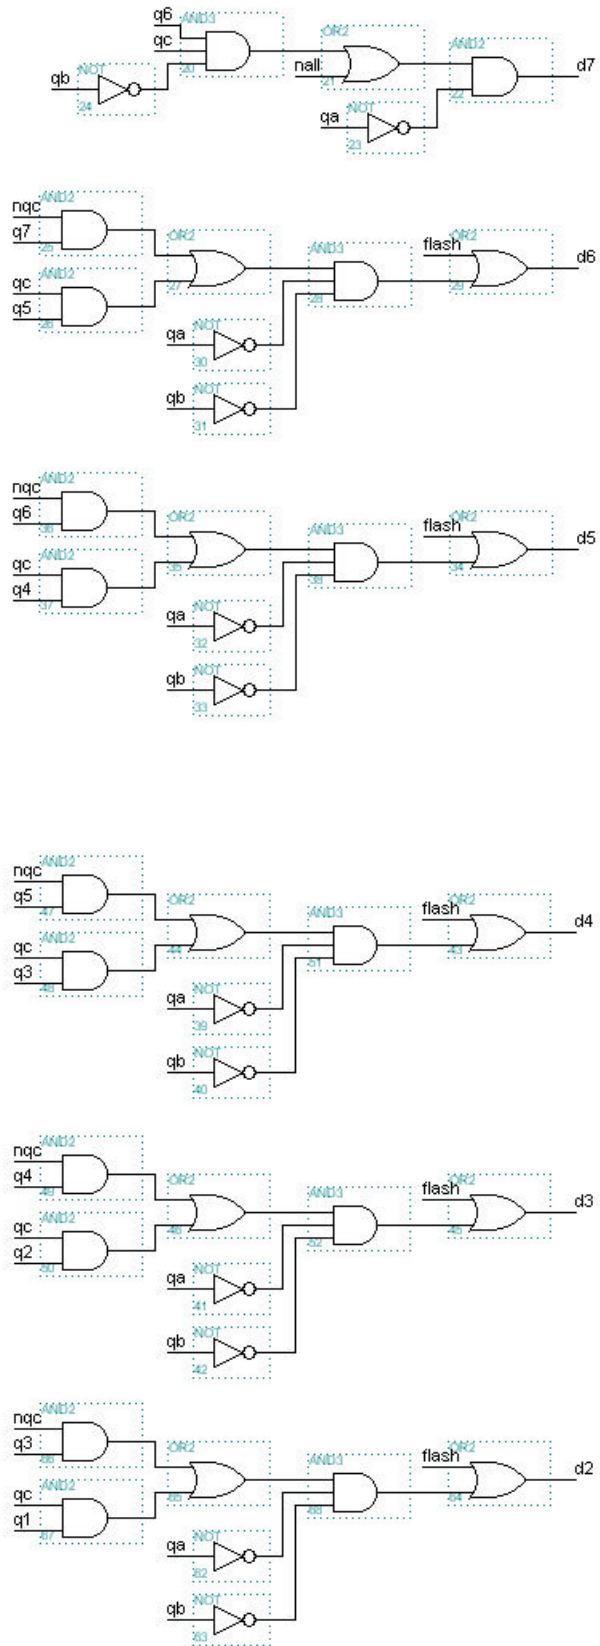 q6
AND3
qc
20
NOT
qb
24
OR2
nall
21
AND2
22
d7
NOT
qa
23
AND2
nqc
q7
25
AND2
qc
q5
26
OR2
27
AND3
28
flash
OR2
29
d6
NOT
qa
30
NOT
qb
31
AND2
nqc
q6
36
AND2
qc
q4
37
OR2
35
AND3
38
flash
OR2
34
d5
NOT
qa
32
NOT
qb
33
AND2
nqc
q5
47
AND2
qc
q3
48
OR2
44
AND3
51
flash
OR2
43
d4
NOT
qa
39
NOT
qb
40
AND2
nqc
q4
49
AND2
qc
q2
50
OR2
46
AND3
52
flash
OR2
45
d3
NOT
qa
41
NOT
qb
42
AND2
nqc
q3
AND2
qc
q1
67
OR2
65
AND3
flash
OR2
64
d2
NOT
qa
62
NOT
qb
63